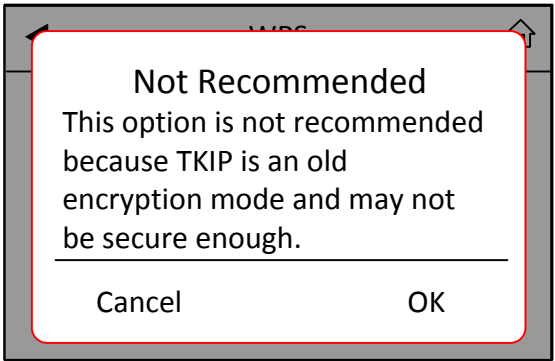 Not Recommended
This option is not recommended
because TKIP is an old
encryption mode and may not
be secure enough.
Cancel OK